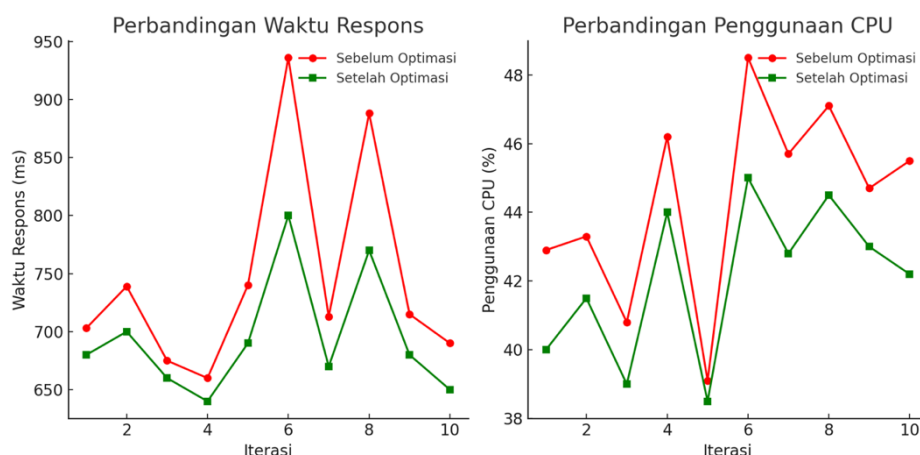 Perbandingan Waktu Respons
Sebelum Optimasi
Setelah Optimasi
Waktu Respons (ms)
950
900
850
800
750
700
650
2
4
6
8
10
Iterasi
Perbandingan Penggunaan CPU
Sebelum Optimasi
Setelah Optimasi
Penggunaan CPU (%)
48
46
44
42
40
38
2
4
6
8
10
Iterasi